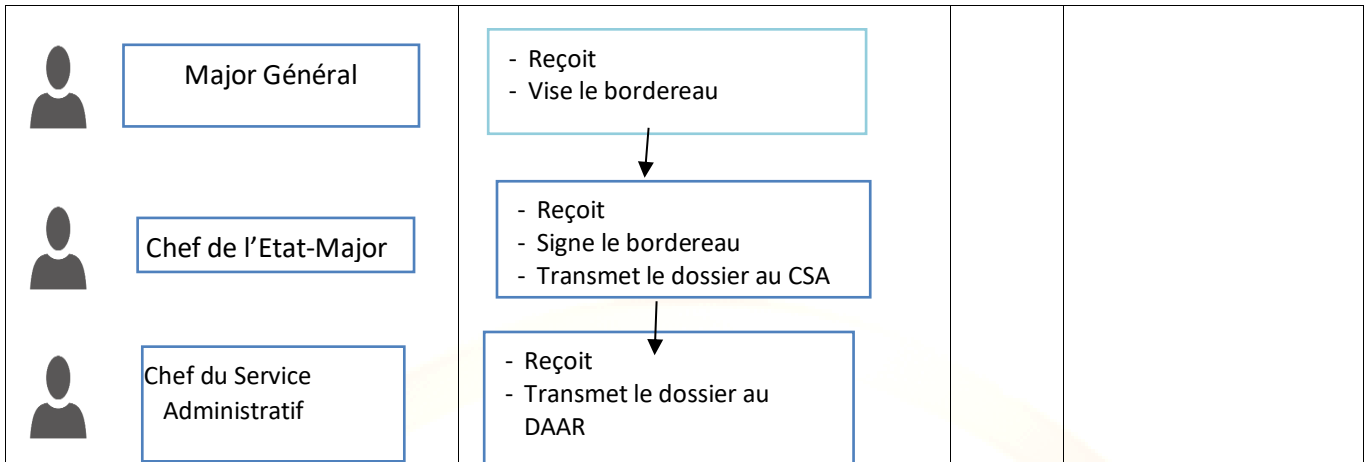 Major Général
- Reçoit
- Vise le bordereau
Chef de l'Etat-Major
- Reçoit
- Signe le bordereau
- Transmet le dossier au CSA
Chef du Service
Administratif
- Reçoit
- Transmet le dossier au
DAAR